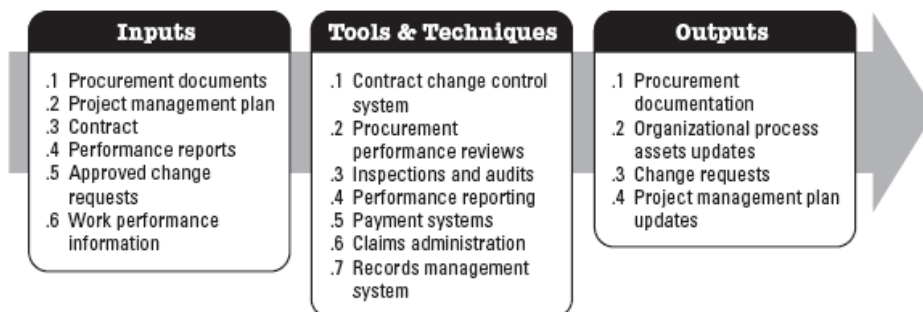 Inputs
.1 Procurement documents
.2 Project management plan
.3 Contract
.4 Performance reports
.5 Approved change
requests
.6 Work performance
information
Tools & Techniques
.1 Contract change control
system
.2 Procurement
performance reviews
.3 Inspections and audits
.4 Performance reporting
.5 Payment systems
.6 Claims administration
.7 Records management
system
Outputs
.1 Procurement
documentation
.2 Organizational process
assets updates
.3 Change requests
.4 Project management plan
updates